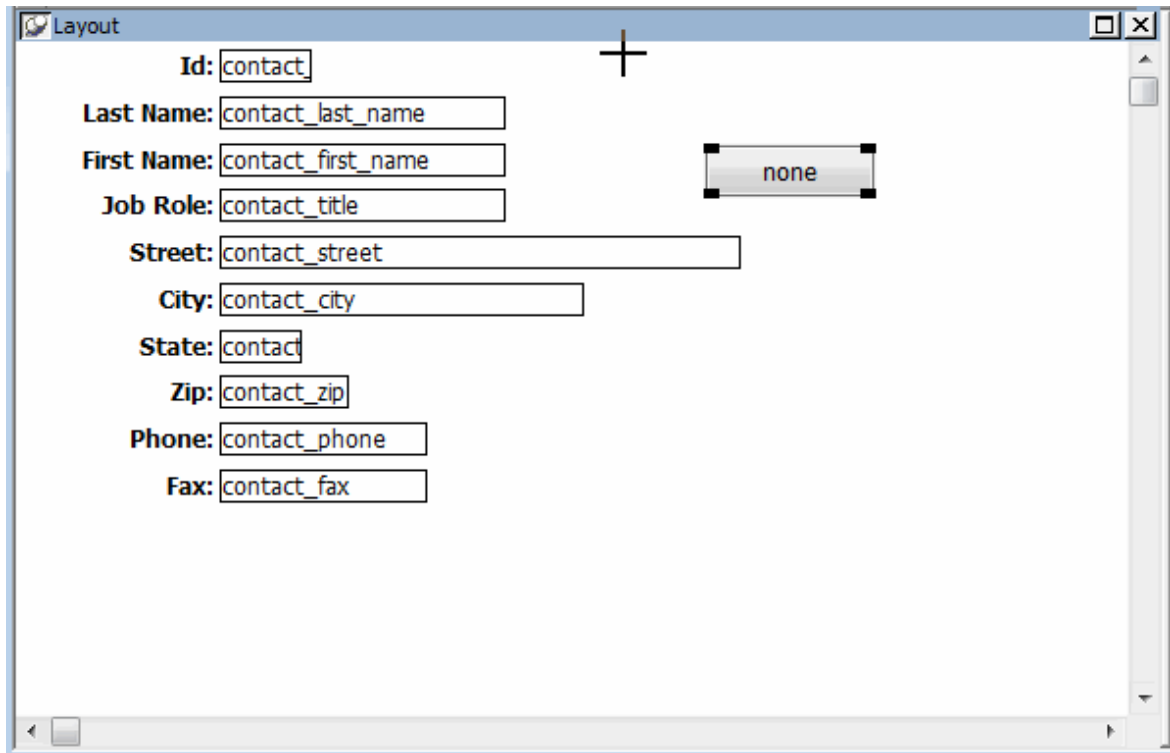 Layout
Id: contact_
Last Name: contact_last_name
First Name: contact_first_name
none
Job Role: contact_title
Street: contact_street
City: contact_city
State: contact
Zip: contact_zip
Phone: contact_phone
Fax: contact_fax